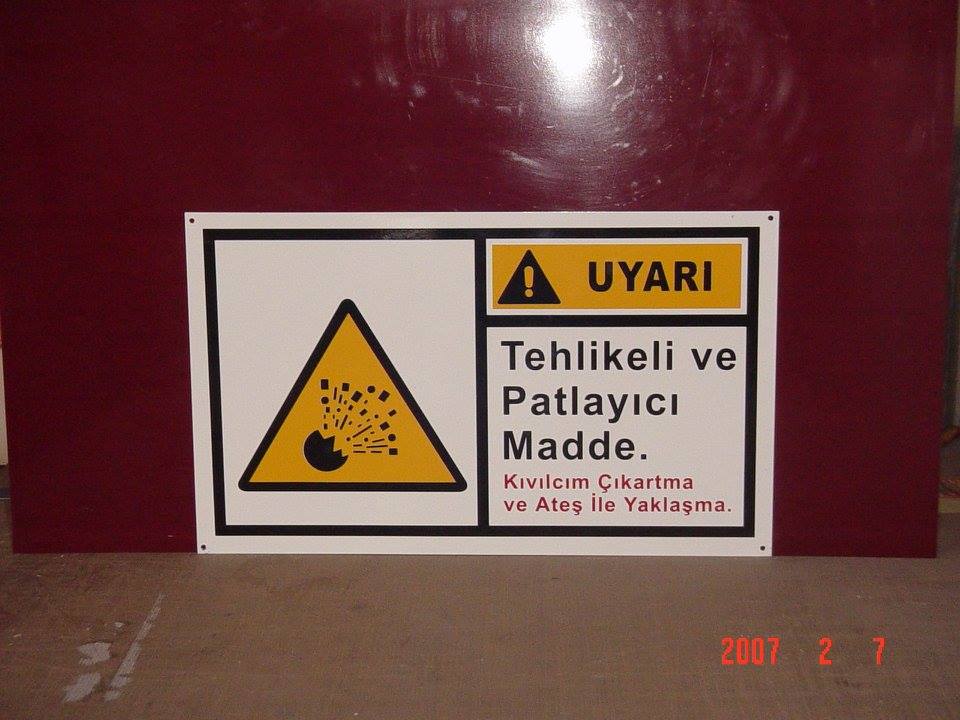 UYARI
Tehlikeli ve
Patlayıcı
Madde.
Kıvılcım Çıkartma
ve Ateş İle Yaklaşma.
2007 2 7